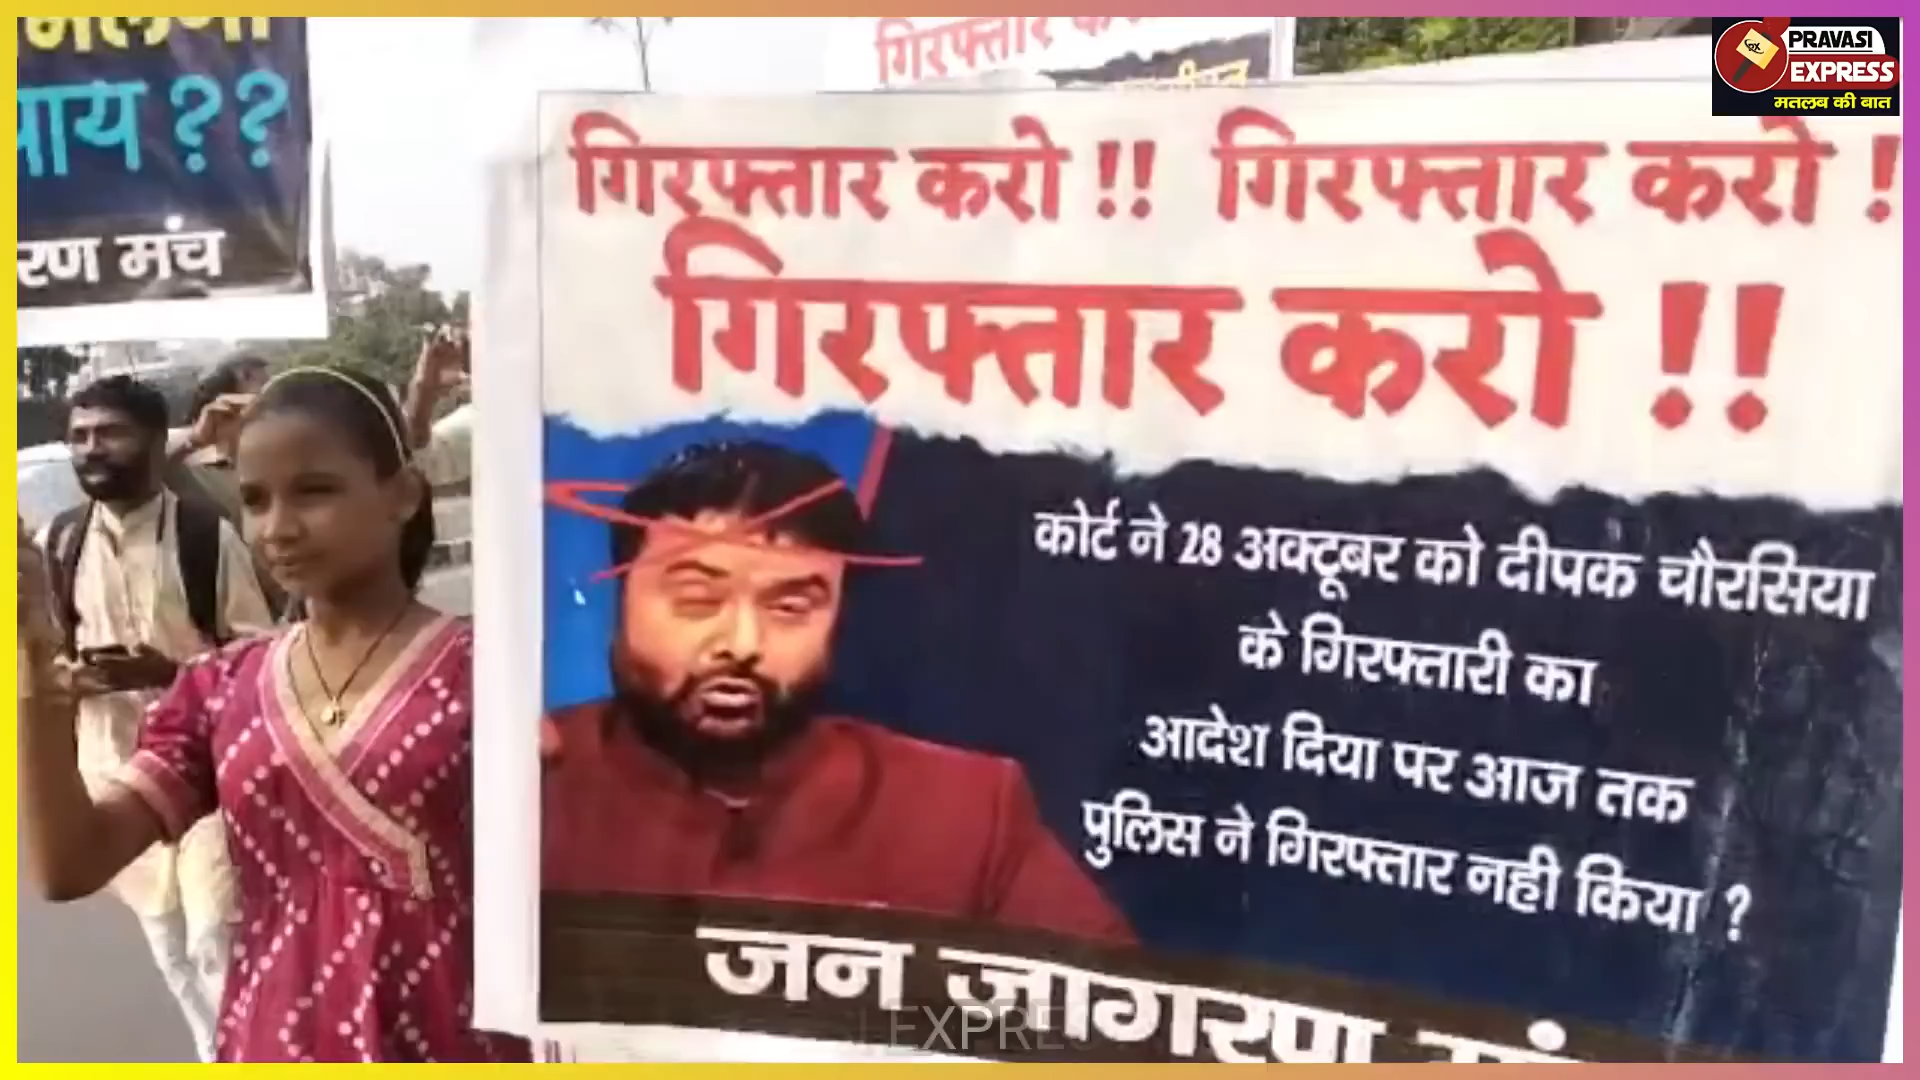 PRAVASI
EXPRESS
मतलब की बात
??
मंच
गिरफ्तार
गिरफ्तार करो !! गिरफ्तार करो !
गिरफ्तार करो !!
कोर्ट ने 28 अक्टूबर को दीपक चौरसिया
के गिरफ्तारी का
आदेश दिया पर आज तक
पुलिस ने गिरफ्तार नही किया ?
जन जागरण